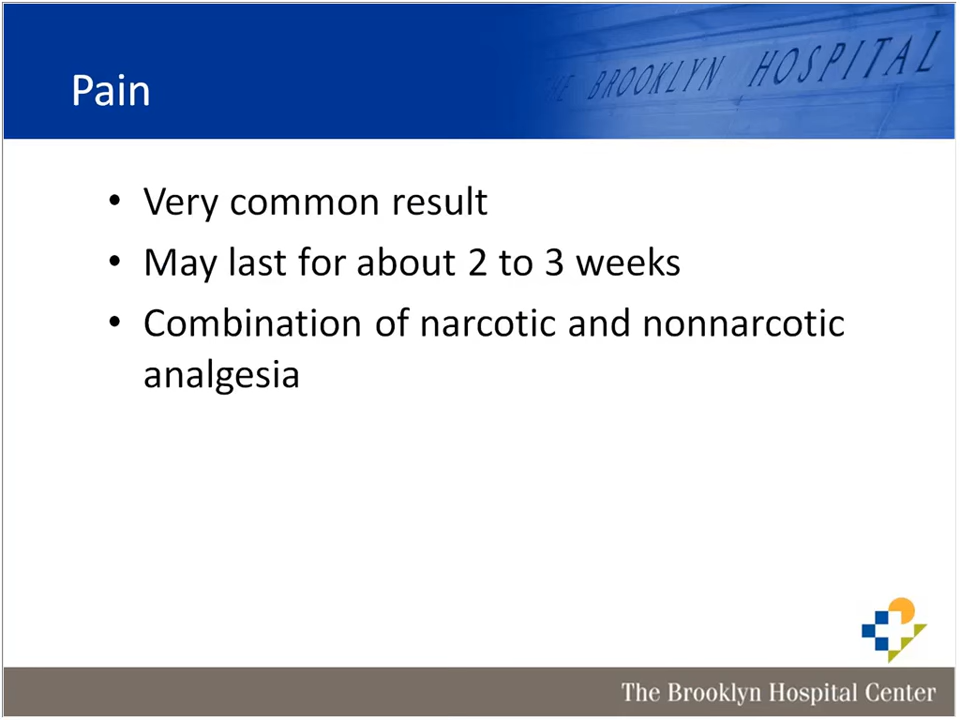 THE BROOKLYN HOSPITAL
Pain
• Very common result
• May last for about 2 to 3 weeks
• Combination of narcotic and nonnarcotic
analgesia
The Brooklyn Hospital Center